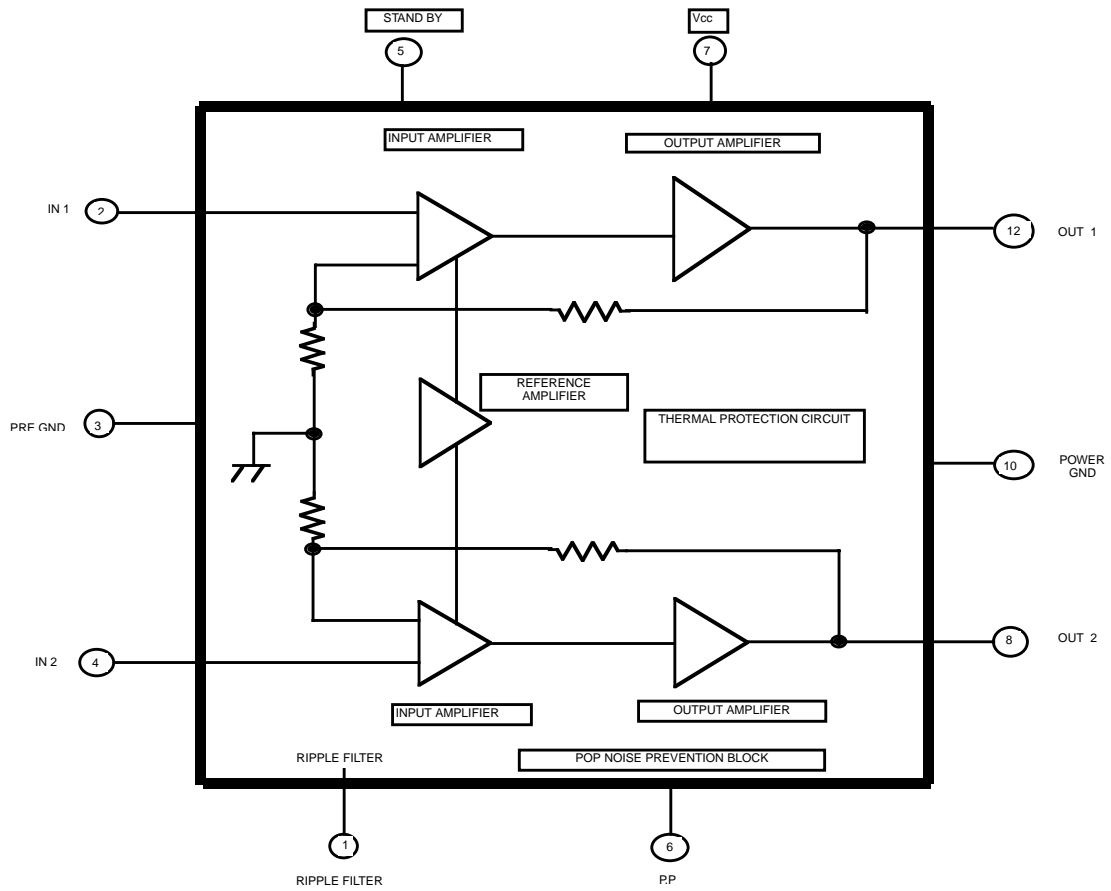 STAND BY
Vcc
5
7
INPUT AMPLIFIER
OUTPUT AMPLIFIER
IN 1
2
12
OUT 1
REFERENCE
AMPLIFIER
THERMAL PROTECTION CIRCUIT
PRE GND
3
10
POWER
GND
IN 2
4
8
OUT 2
INPUT AMPLIFIER
OUTPUT AMPLIFIER
RIPPLE FILTER
POP NOISE PREVENTION BLOCK
1
6
RIPPLE FILTER
P.P